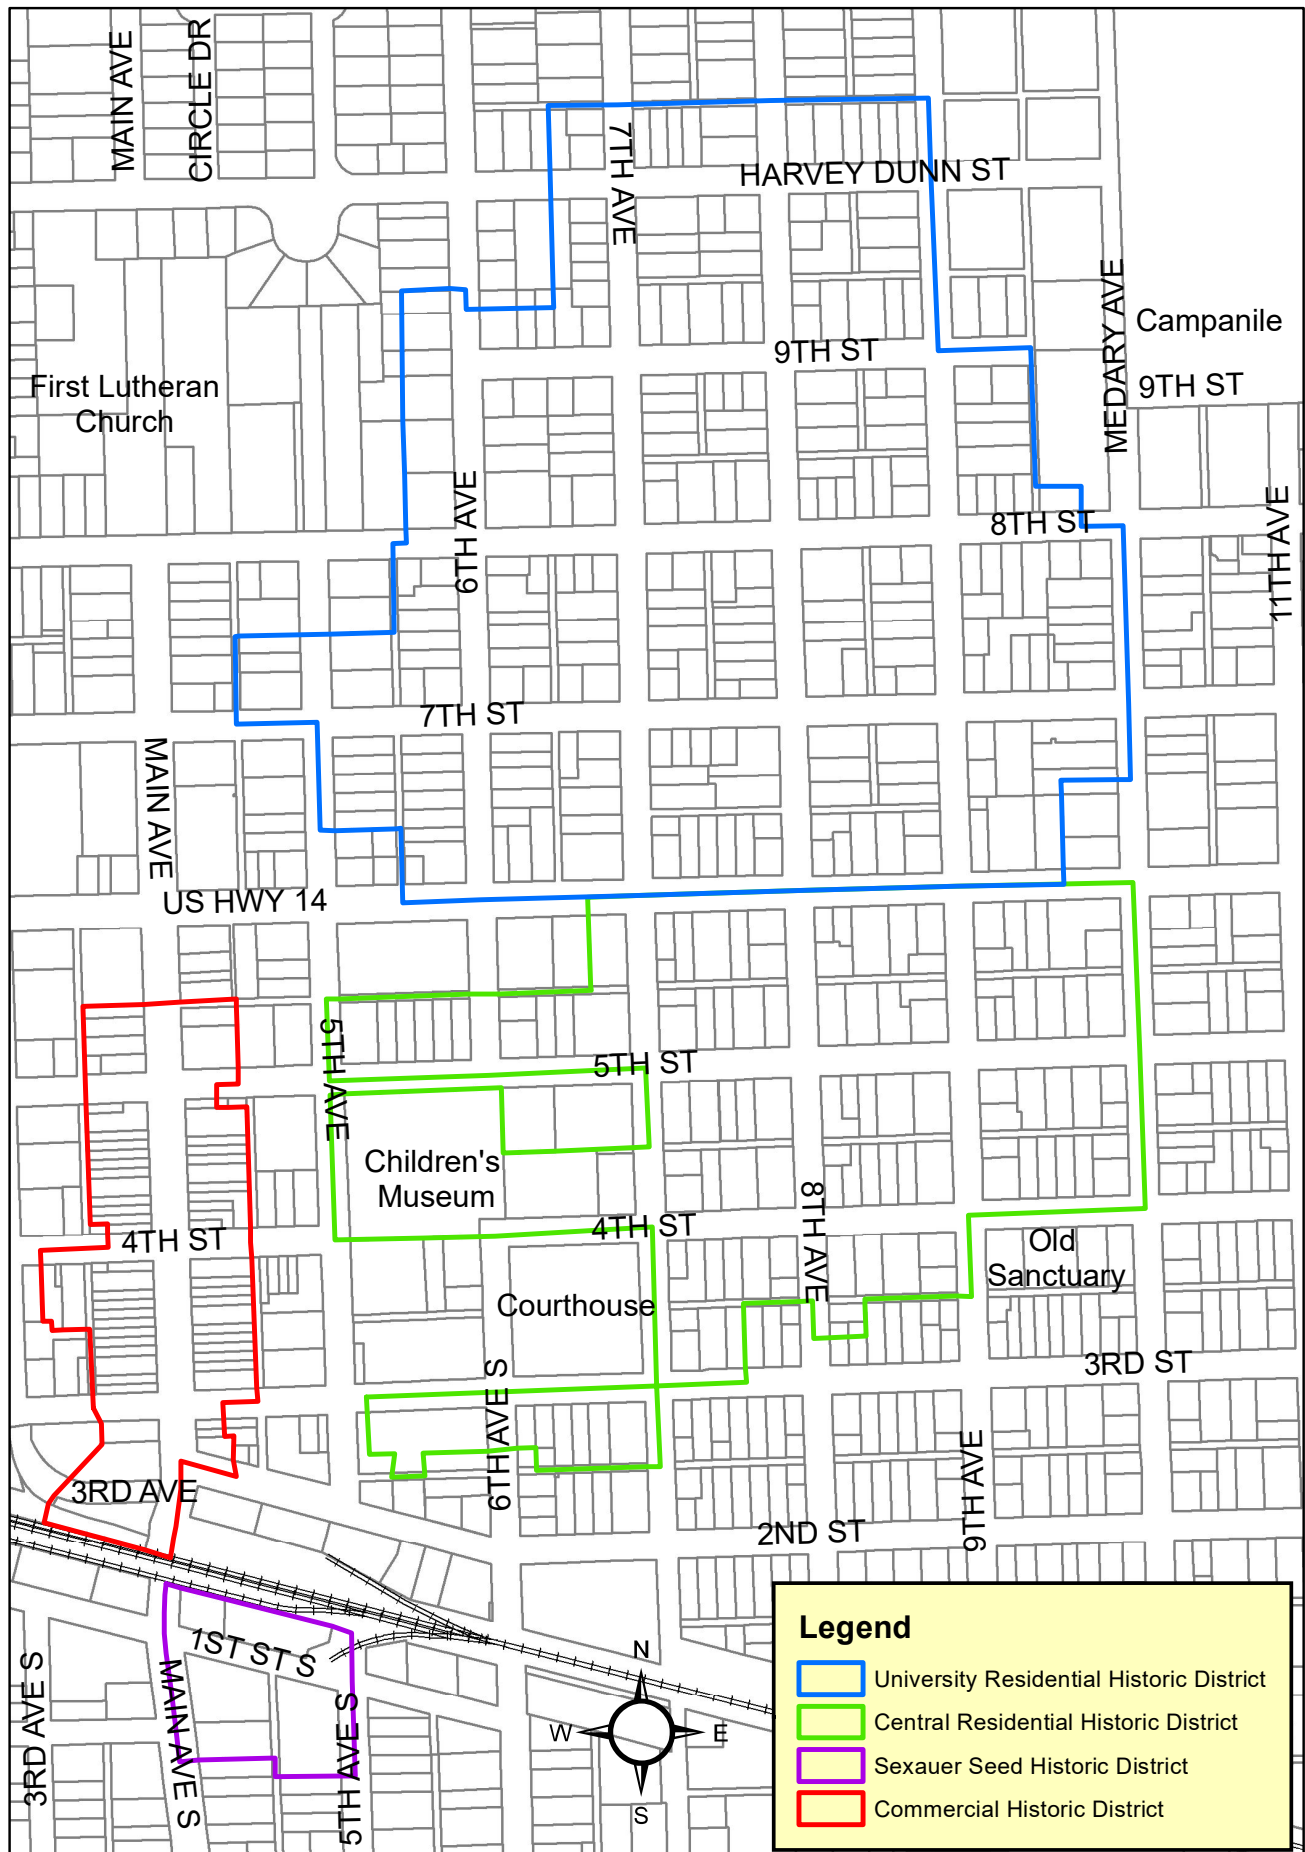 MAIN AVE
CIRCLE DR
7TH AVE
HARVEY DUNN ST
MEDARY AVE
Campanile
9TH ST
9TH ST
First Lutheran
Church
6TH AVE
8TH ST
11TH AVE
7TH ST
MAIN AVE
US HWY 14
5TH AVE
5TH ST
Children's
Museum
8TH AVE
4TH ST
4TH ST
Old
Sanctuary
Courthouse
3RD ST
6TH AVE S
9TH AVE
3RD AVE
2ND ST
1ST ST S
3RD AVE S
MAIN AVE S
5TH AVE S
N
W
E
S
Legend
University Residential Historic District
Central Residential Historic District
Sexauer Seed Historic District
Commercial Historic District